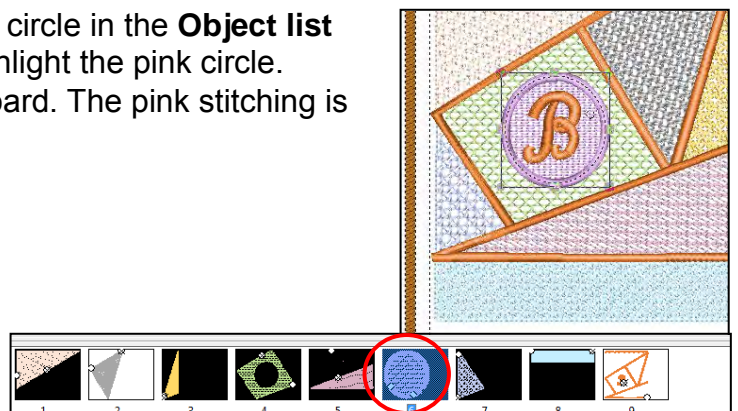 circle in the Object list
hlight the pink circle.
oard. The pink stitching is
B
1 2 3 4 5 6 7 8 9